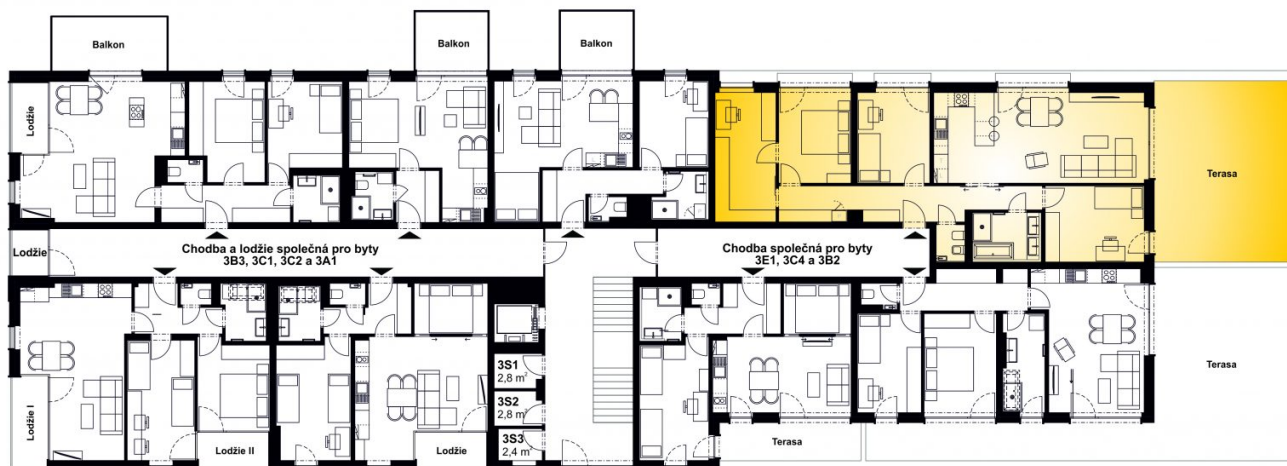 Balkon
Balkon
Balkon
Lodžie
Terasa
Lodžie
Chodba a lodžie společná pro byty
3B3, 3C1, 3C2 a 3A1
Chodba společná pro byty
3E1, 3C4 a 3B2
3S1
2,8 m²
3S2
2,8 m²
3S3
2,4 m²
Lodžie I
Lodžie II
Lodžie
Terasa
Terasa